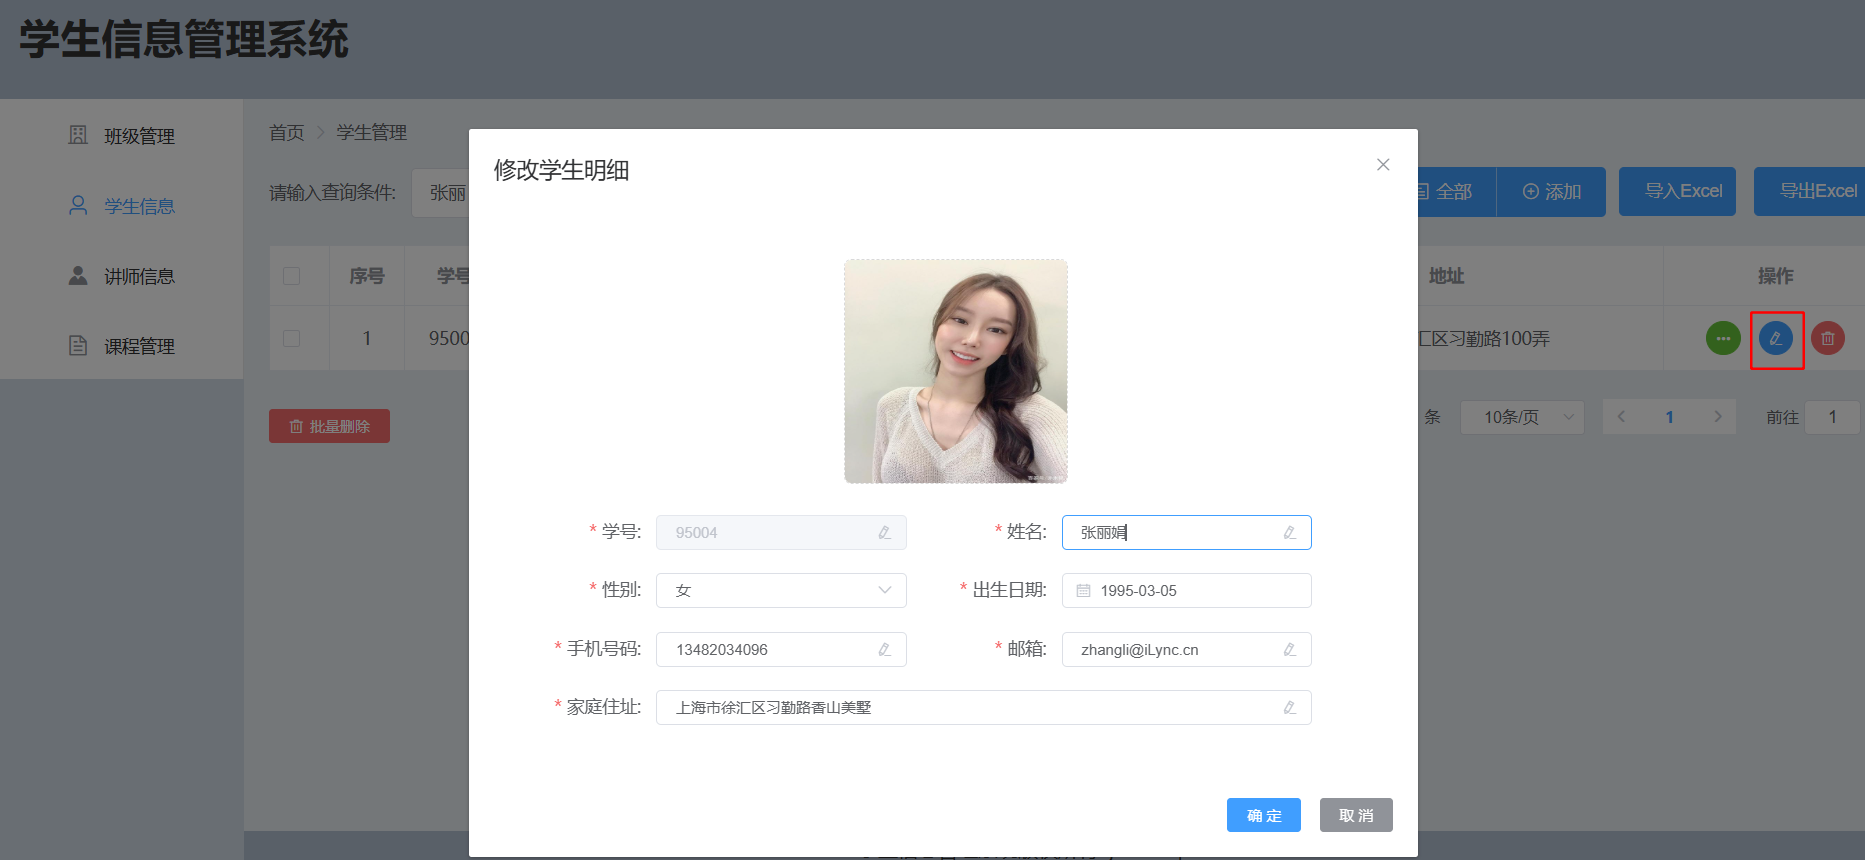 学生信息管理系统
班级管理
学生信息
讲师信息
课程管理
首页 > 学生管理
请输入查询条件: 张丽
全部
添加
导入Excel
导出Excel
序号 学号 地址 操作
1 9500 汇区习勤路100弄
批量删除
条 10条/页 < 1 > 前往 1
修改学生明细
* 学号: 95004
* 姓名: 张丽娟
* 性别: 女
* 出生日期: 1995-03-05
* 手机号码: 13482034096
* 邮箱: zhangli@iLync.cn
* 家庭住址: 上海市徐汇区习勤路香山美墅
确 定
取 消